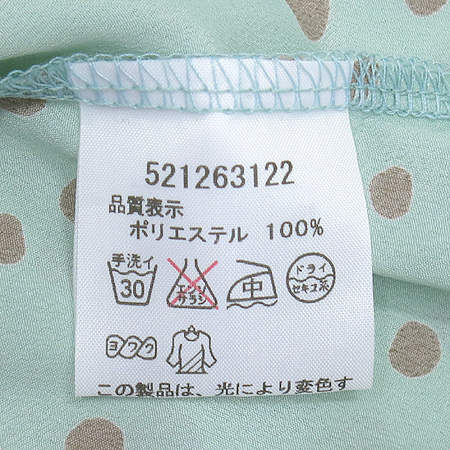 521263122
品質表示
ポリエステル 100%
手洗イ
30
エンソ
サラシ
中
ドライ
セキユ系
ヨワク
この製品は、光により変色す